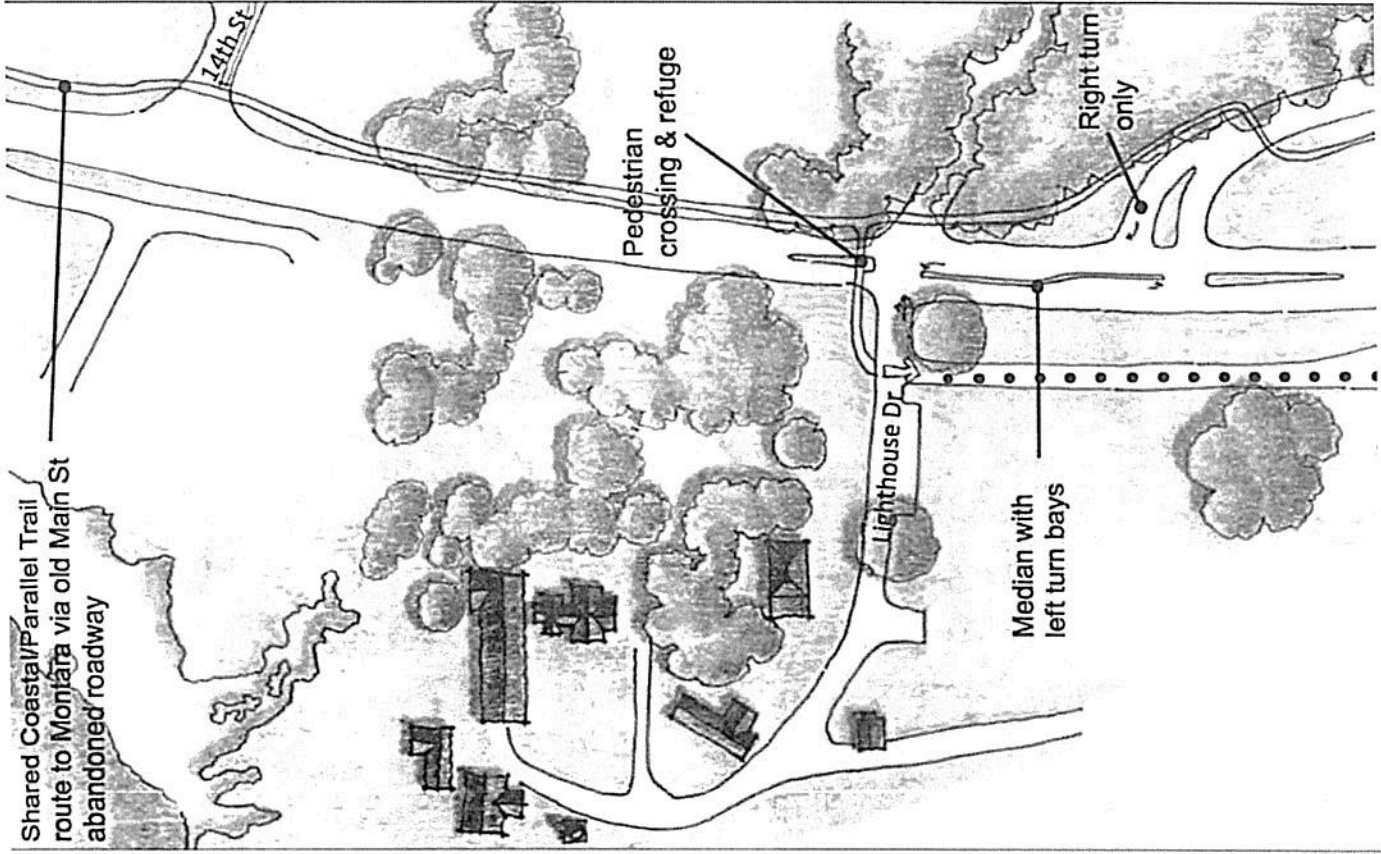 Shared Coastal/Parallel Trail
route to Montara via old Main St
abandoned roadway
14th St
Pedestrian
crossing & refuge
Right turn
only
Lighthouse Dr
Median with
left turn bays